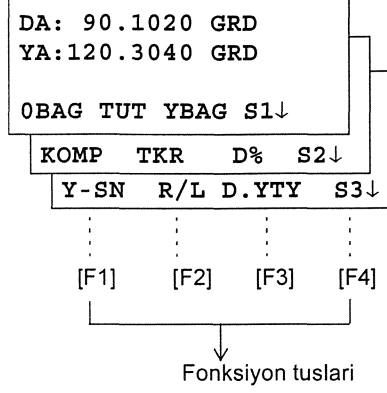 DA: 90.1020 GRD
YA:120.3040 GRD
0BAG TUT YBAG S1↓
KOMP TKR D% S2↓
Y-SN R/L D.YTY S3↓
[F1] [F2] [F3] [F4]
Fonksiyon tuslari